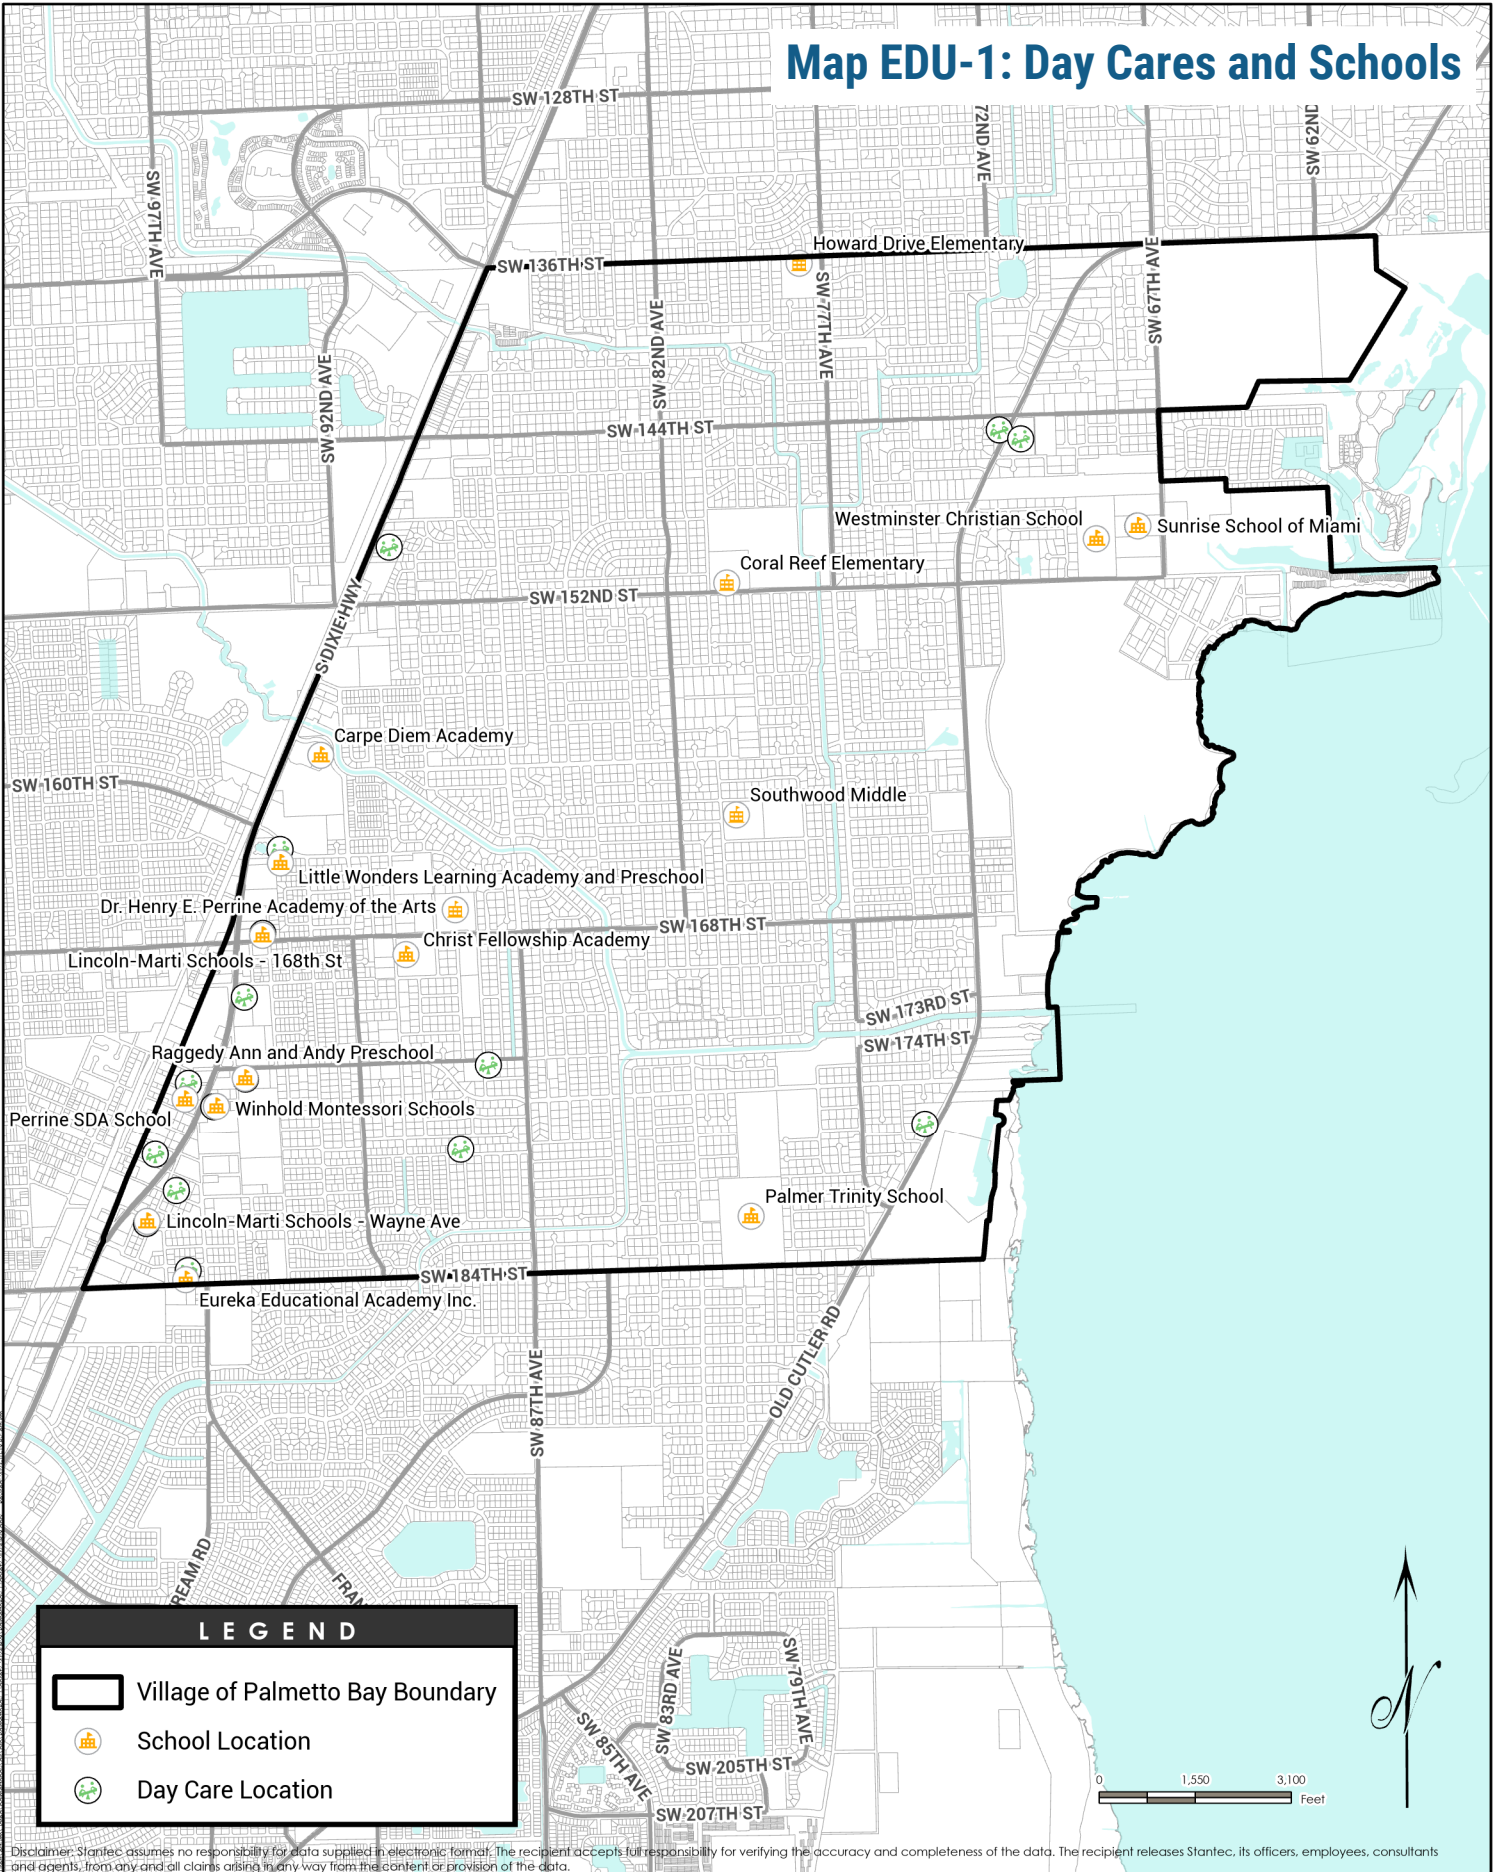 Map EDU-1: Day Cares and Schools
SW 128TH ST
72ND AVE
SW 62ND
SW 97TH AVE
Howard Drive Elementary
SW 136TH ST
SW 67TH AVE
SW 77TH AVE
SW 82ND AVE
SW 92ND AVE
SW 144TH ST
Westminster Christian School
Sunrise School of Miami
Coral Reef Elementary
SW 152ND ST
S DIXIE HWY
Carpe Diem Academy
SW 160TH ST
Southwood Middle
Little Wonders Learning Academy and Preschool
Dr. Henry E. Perrine Academy of the Arts
SW 168TH ST
Christ Fellowship Academy
Lincoln-Marti Schools - 168th St
SW 173RD ST
SW 174TH ST
Raggedy Ann and Andy Preschool
Winhold Montessori Schools
Perrine SDA School
Palmer Trinity School
Lincoln-Marti Schools - Wayne Ave
SW 184TH ST
Eureka Educational Academy Inc.
OLD CUTLER RD
SW 87TH AVE
REAM RD
FRAN
LEGEND
Village of Palmetto Bay Boundary
School Location
Day Care Location
SW 83RD AVE
SW 79TH AVE
SW 85TH AVE
SW 205TH ST
SW 207TH ST
N
0 1,550 3,100
Feet
Disclaimer: Stantec assumes no responsibility for data supplied in electronic format. The recipient accepts full responsibility for verifying the accuracy and completeness of the data. The recipient releases Stantec, its officers, employees, consultants
and agents, from any and all claims arising in any way from the content or provision of the data.